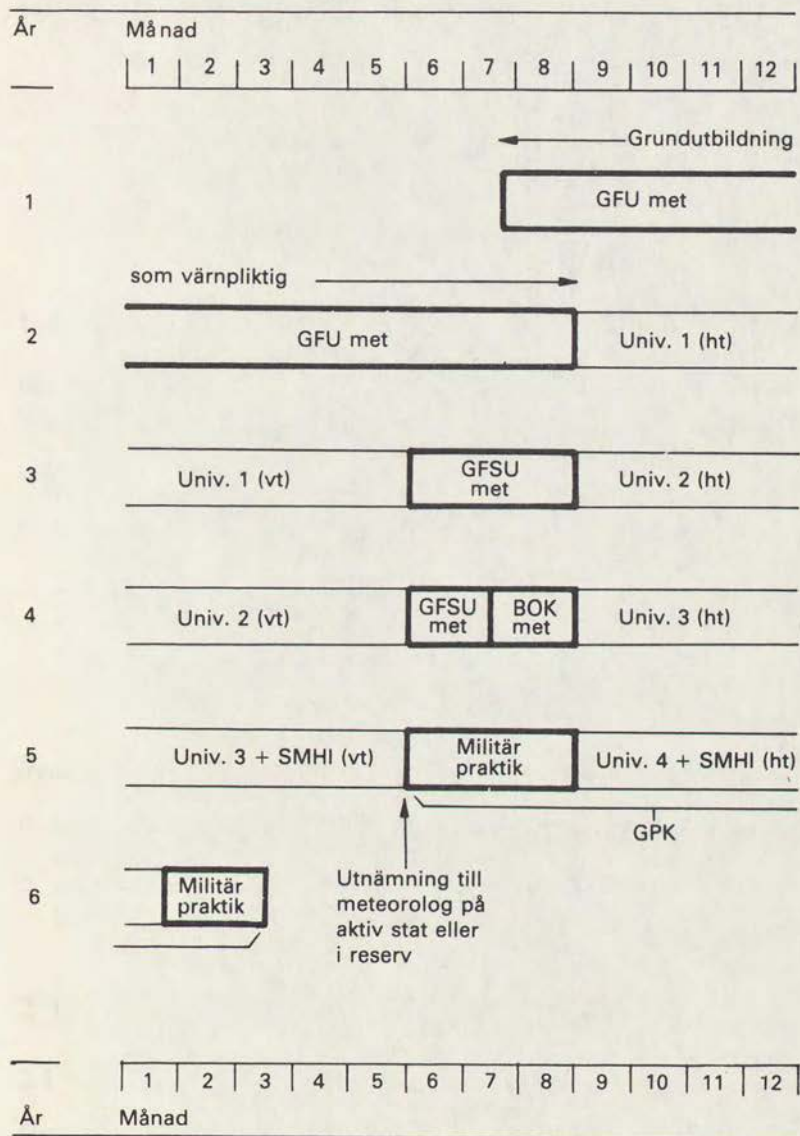 År Månad
1 2 3 4 5 6 7 8 9 10 11 12
Grundutbildning
1 GFU met
som värnpliktig
2 GFU met Univ. 1 (ht)
3 Univ. 1 (vt) GFSU met Univ. 2 (ht)
4 Univ. 2 (vt) GFSU met BOK met Univ. 3 (ht)
5 Univ. 3 + SMHI (vt) Militär praktik Univ. 4 + SMHI (ht)
GPK
6 Militär praktik
Utnämning till
meteorolog på
aktiv stat eller
i reserv
1 2 3 4 5 6 7 8 9 10 11 12
År Månad